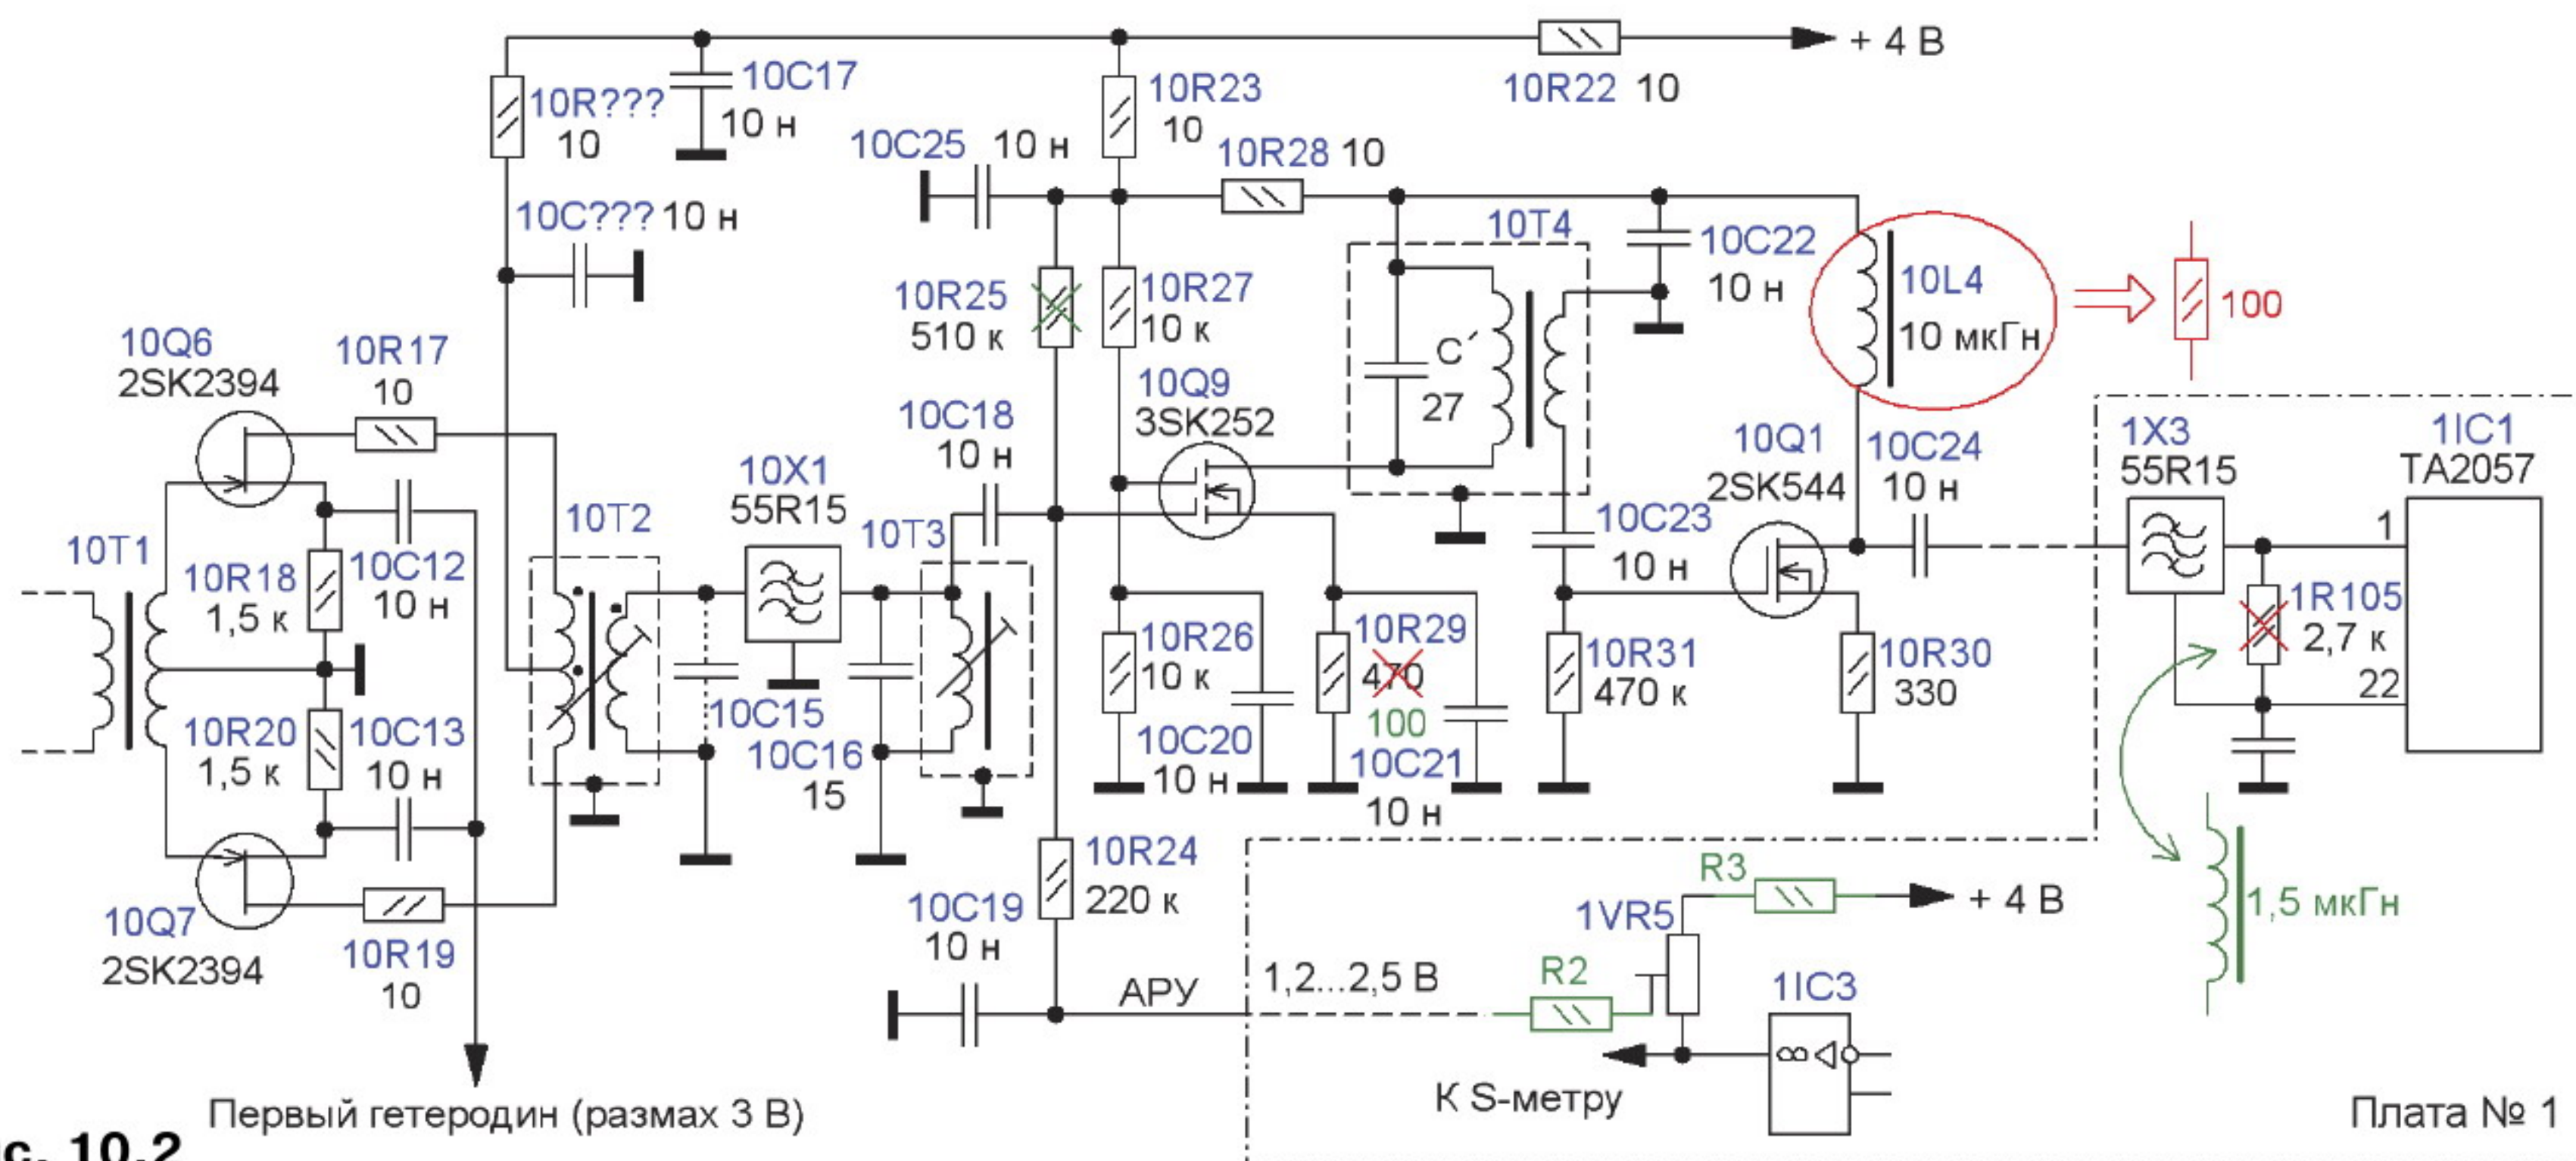 + 4 В
10R22 10
10R???
10
10C17
10 н
10R23
10
10C25 10 н
10R28 10
10C??? 10 н
10T4
10C22
10 н
10L4
10 мкГн
100
10R25
510 к
10R27
10 к
C´
27
10Q6
2SK2394
10R17
10
10Q9
3SK252
10C18
10 н
10Q1
2SK544
10C24
10 н
1X3
55R15
1IC1
TA2057
10X1
55R15
10T2
10T3
10C23
10 н
1
10T1
10R18
1,5 к
10C12
10 н
10R26
10 к
10R29
470
100
10R31
470 к
10R30
330
1R105
2,7 к
22
10R20
1,5 к
10C13
10 н
10C15
10C16
15
10C20
10 н
10C21
10 н
10R24
220 к
R3
+ 4 В
1,5 мкГн
10Q7
2SK2394
10R19
10
10C19
10 н
АРУ
1,2...2,5 В
R2
1VR5
1IC3
∞
К S-метру
Первый гетеродин (размах 3 В)
Плата № 1
с. 10.2